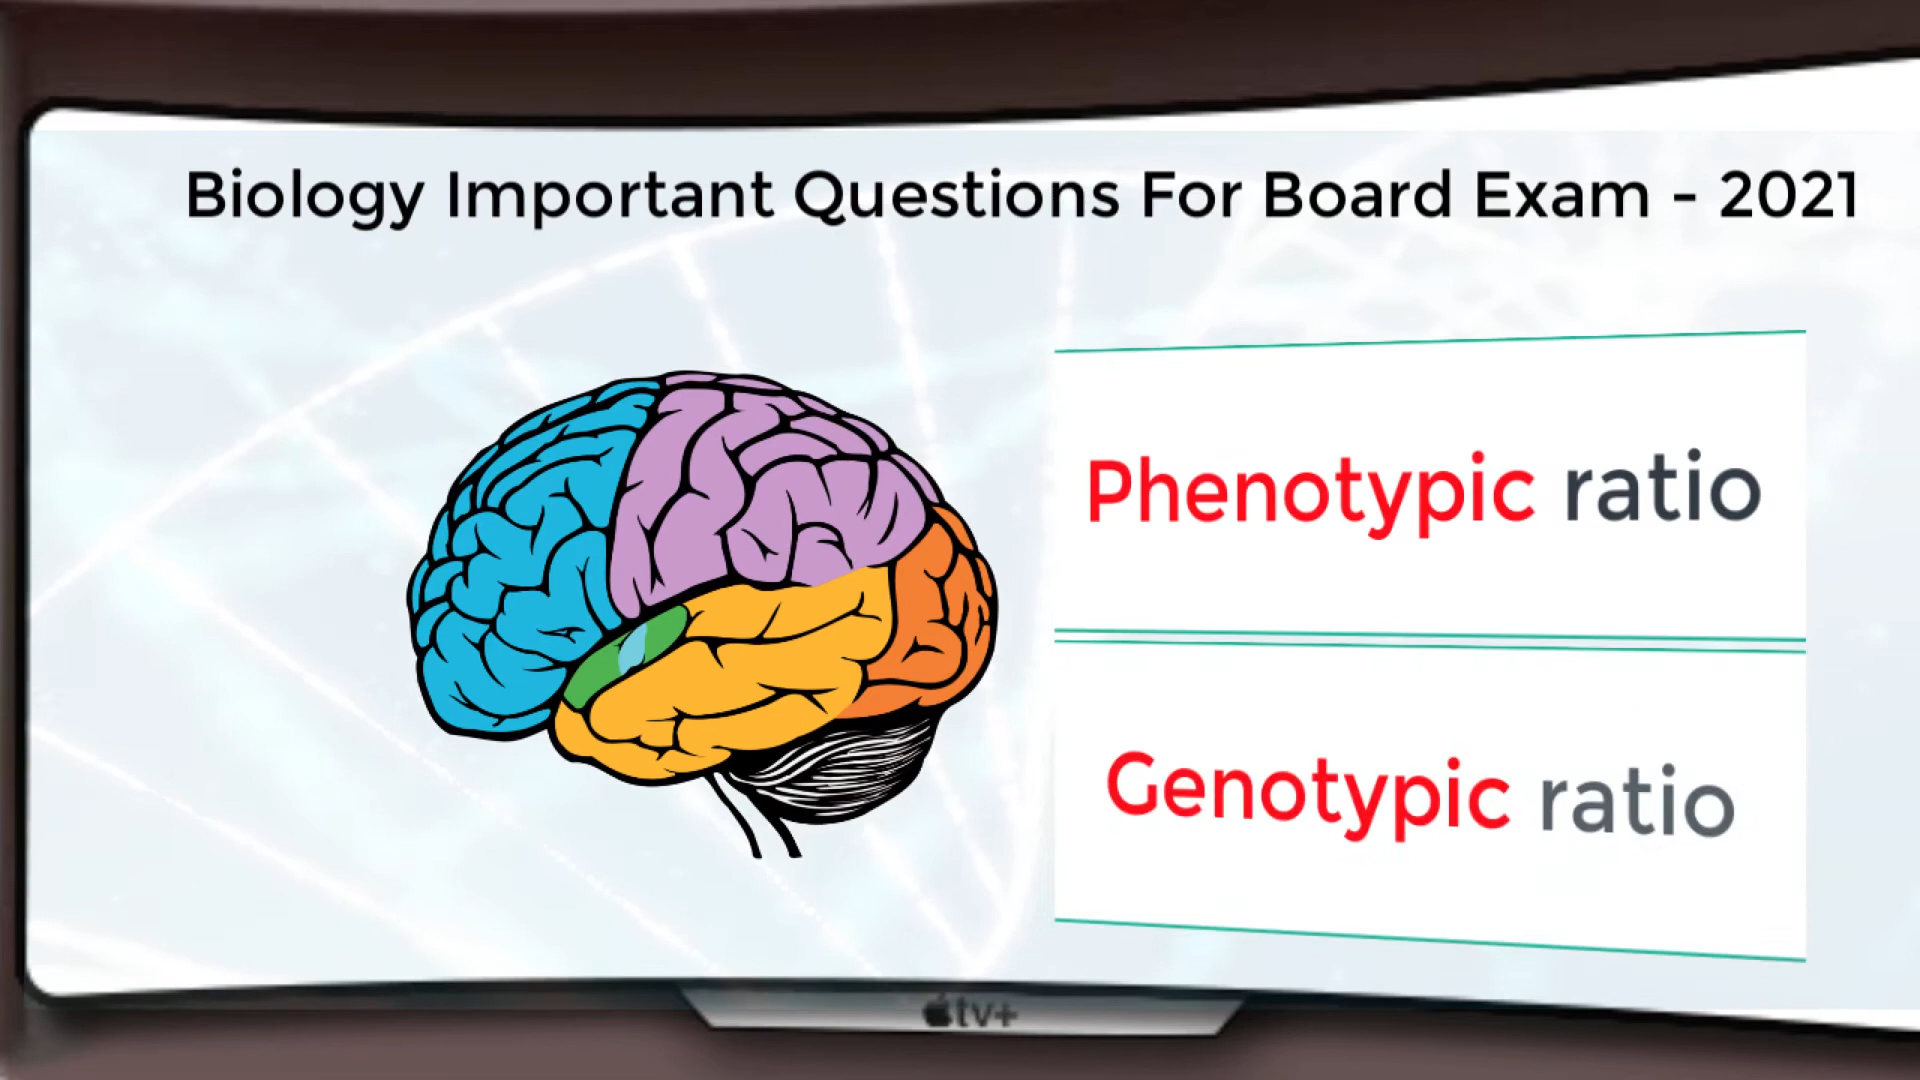 Biology Important Questions For Board Exam - 2021
Phenotypic ratio
Genotypic ratio
tv+